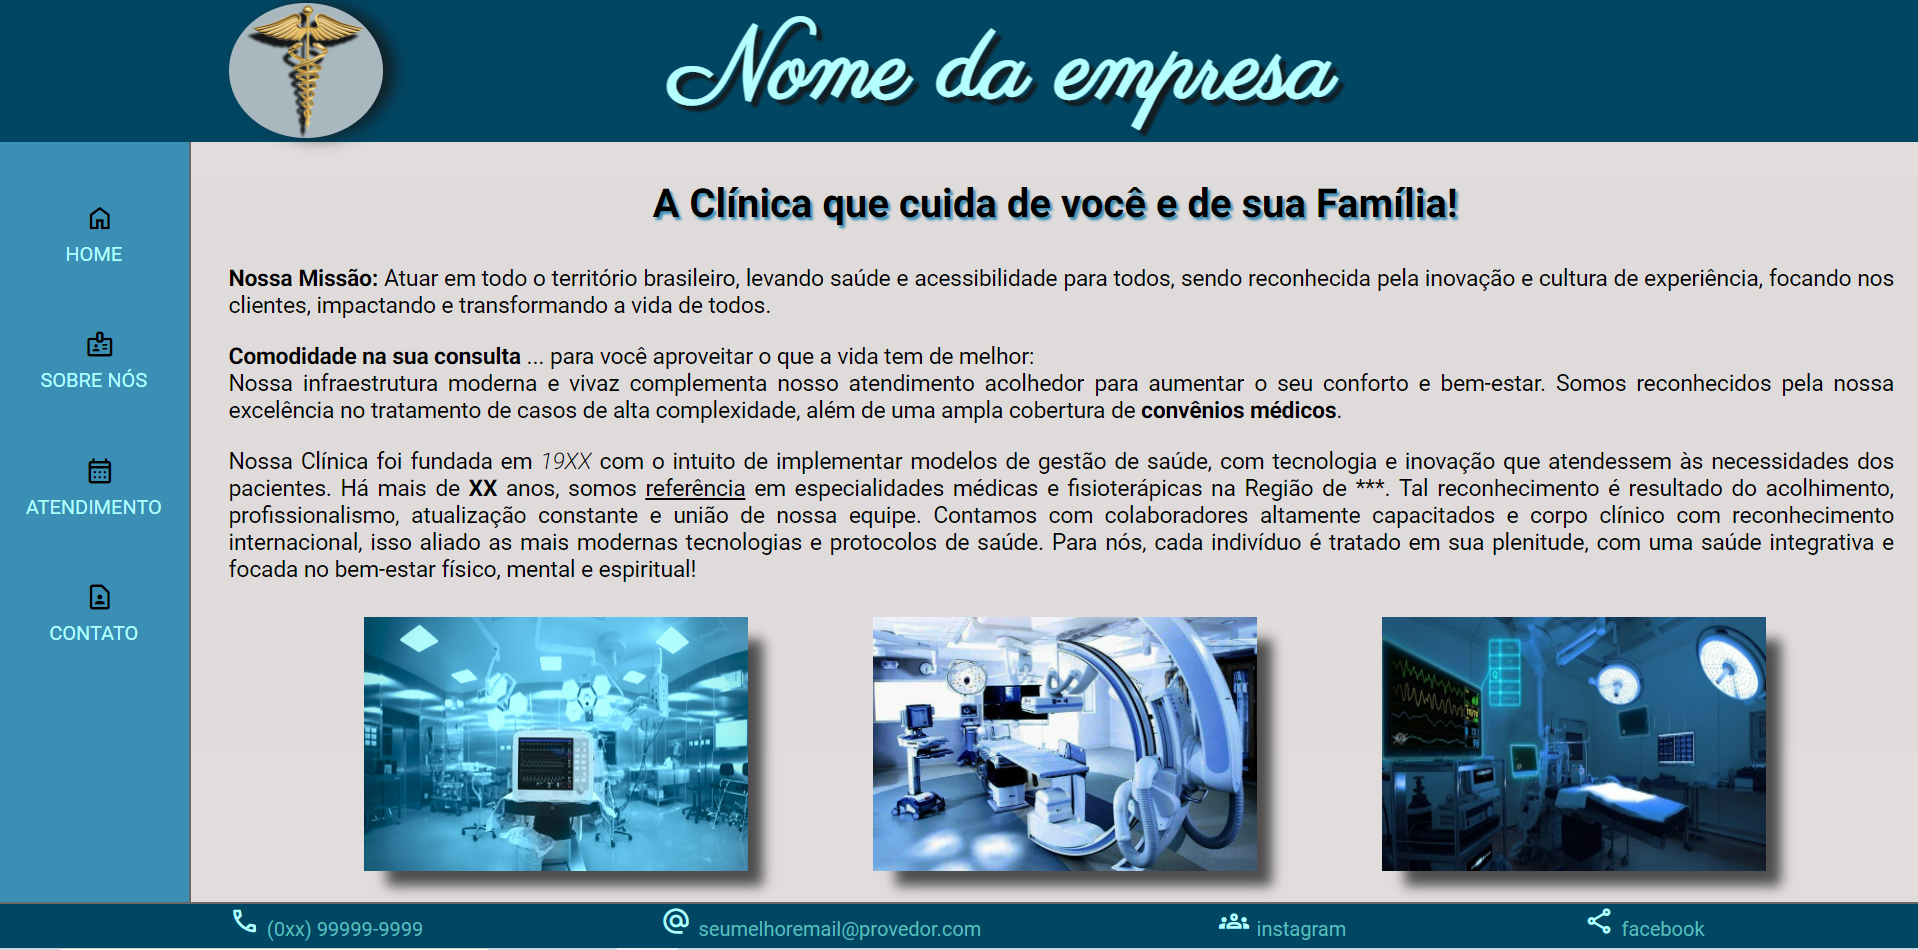 Nome da empresa
HOME
SOBRE NÓS
ATENDIMENTO
CONTATO
A Clínica que cuida de você e de sua Família!
Nossa Missão: Atuar em todo o território brasileiro, levando saúde e acessibilidade para todos, sendo reconhecida pela inovação e cultura de experiência, focando nos
clientes, impactando e transformando a vida de todos.
Comodidade na sua consulta ... para você aproveitar o que a vida tem de melhor:
Nossa infraestrutura moderna e vivaz complementa nosso atendimento acolhedor para aumentar o seu conforto e bem-estar. Somos reconhecidos pela nossa
excelência no tratamento de casos de alta complexidade, além de uma ampla cobertura de convênios médicos.
Nossa Clínica foi fundada em 19XX com o intuito de implementar modelos de gestão de saúde, com tecnologia e inovação que atendessem às necessidades dos
pacientes. Há mais de XX anos, somos referência em especialidades médicas e fisioterápicas na Região de ***. Tal reconhecimento é resultado do acolhimento,
profissionalismo, atualização constante e união de nossa equipe. Contamos com colaboradores altamente capacitados e corpo clínico com reconhecimento
internacional, isso aliado as mais modernas tecnologias e protocolos de saúde. Para nós, cada indivíduo é tratado em sua plenitude, com uma saúde integrativa e
focada no bem-estar físico, mental e espiritual!
(0xx) 99999-9999
seumelhoremail@provedor.com
instagram
facebook